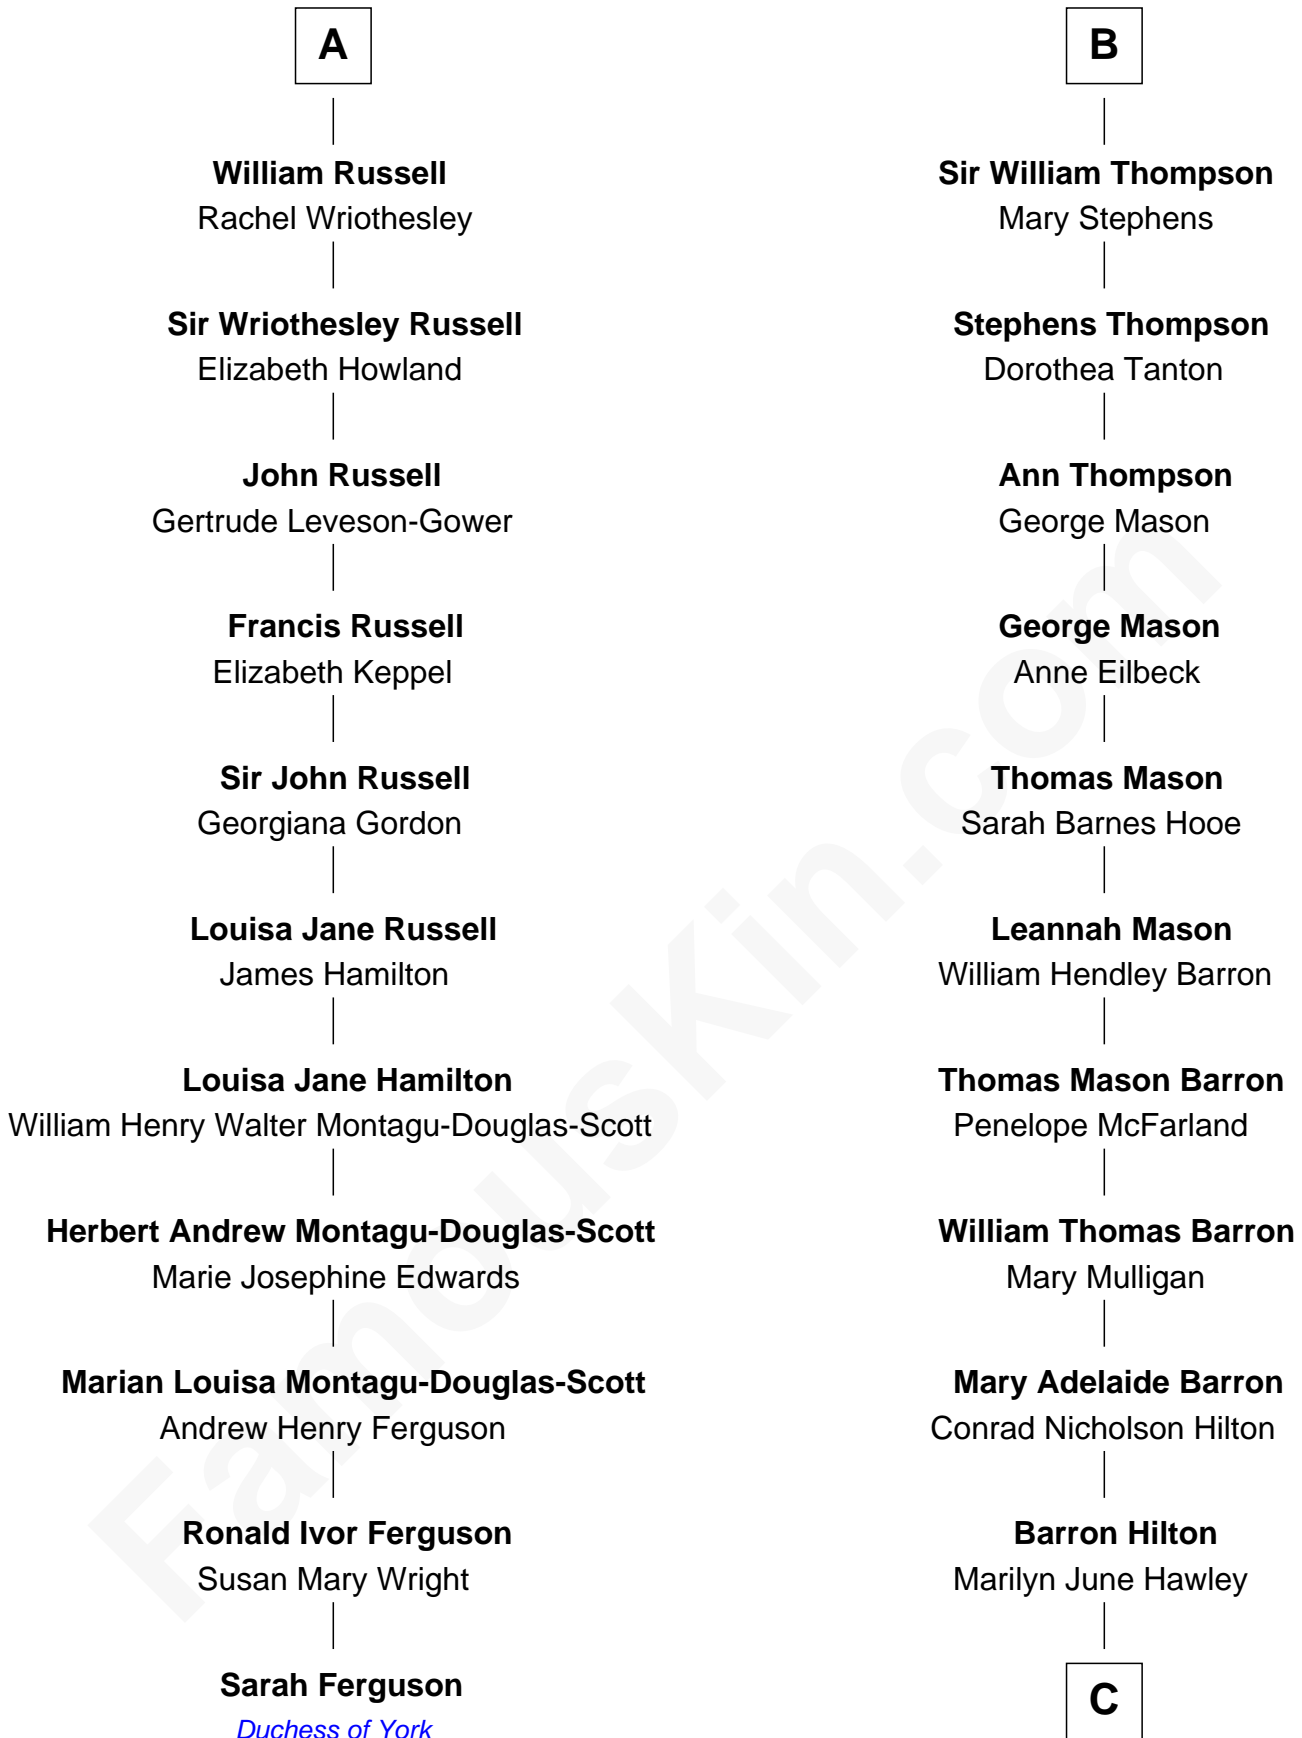 A
William Russell
Rachel Wriothesley
Sir Wriothesley Russell
Elizabeth Howland
John Russell
Gertrude Leveson-Gower
Francis Russell
Elizabeth Keppel
Sir John Russell
Georgiana Gordon
Louisa Jane Russell
James Hamilton
Louisa Jane Hamilton
William Henry Walter Montagu-Douglas-Scott
Herbert Andrew Montagu-Douglas-Scott
Marie Josephine Edwards
Marian Louisa Montagu-Douglas-Scott
Andrew Henry Ferguson
Ronald Ivor Ferguson
Susan Mary Wright
Sarah Ferguson
Duchess of York
B
Sir William Thompson
Mary Stephens
Stephens Thompson
Dorothea Tanton
Ann Thompson
George Mason
George Mason
Anne Eilbeck
Thomas Mason
Sarah Barnes Hooe
Leannah Mason
William Hendley Barron
Thomas Mason Barron
Penelope McFarland
William Thomas Barron
Mary Mulligan
Mary Adelaide Barron
Conrad Nicholson Hilton
Barron Hilton
Marilyn June Hawley
C
FamousKin.com